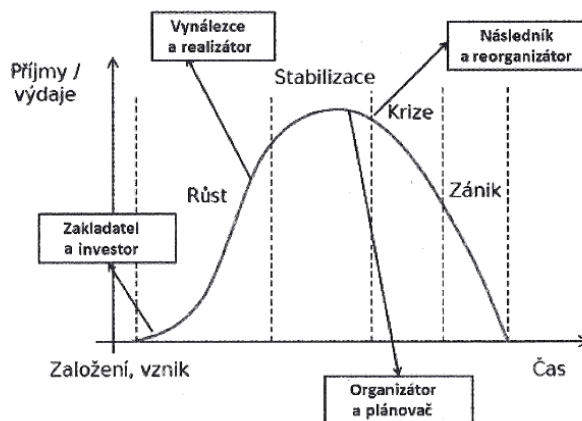 Vynálezce
a realizátor
Následník
a reorganizátor
Příjmy /
výdaje
Stabilizace
Krize
Růst
Zánik
Zakladatel
a investor
Založení, vznik
Čas
Organizátor
a plánovač